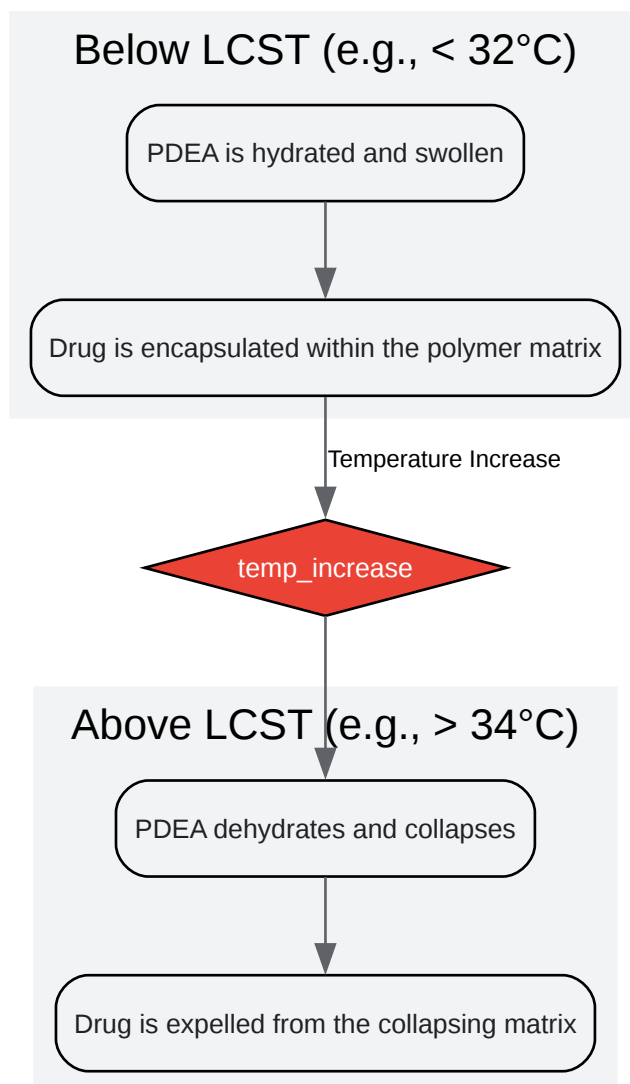 Below LCST (e.g., < 32°C)
PDEA is hydrated and swollen
Drug is encapsulated within the polymer matrix
Temperature Increase
temp_increase
Above LCST (e.g., > 34°C)
PDEA dehydrates and collapses
Drug is expelled from the collapsing matrix